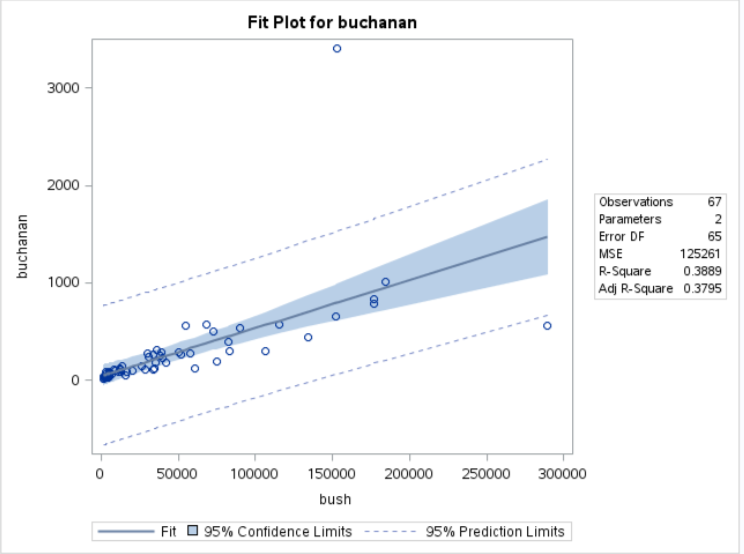 Fit Plot for buchanan
3000
2000
1000
0
buchanan
0 50000 100000 150000 200000 250000 300000
bush
Observations 67
Parameters 2
Error DF 65
MSE 125261
R-Square 0.3889
Adj R-Square 0.3795
Fit 95% Confidence Limits 95% Prediction Limits